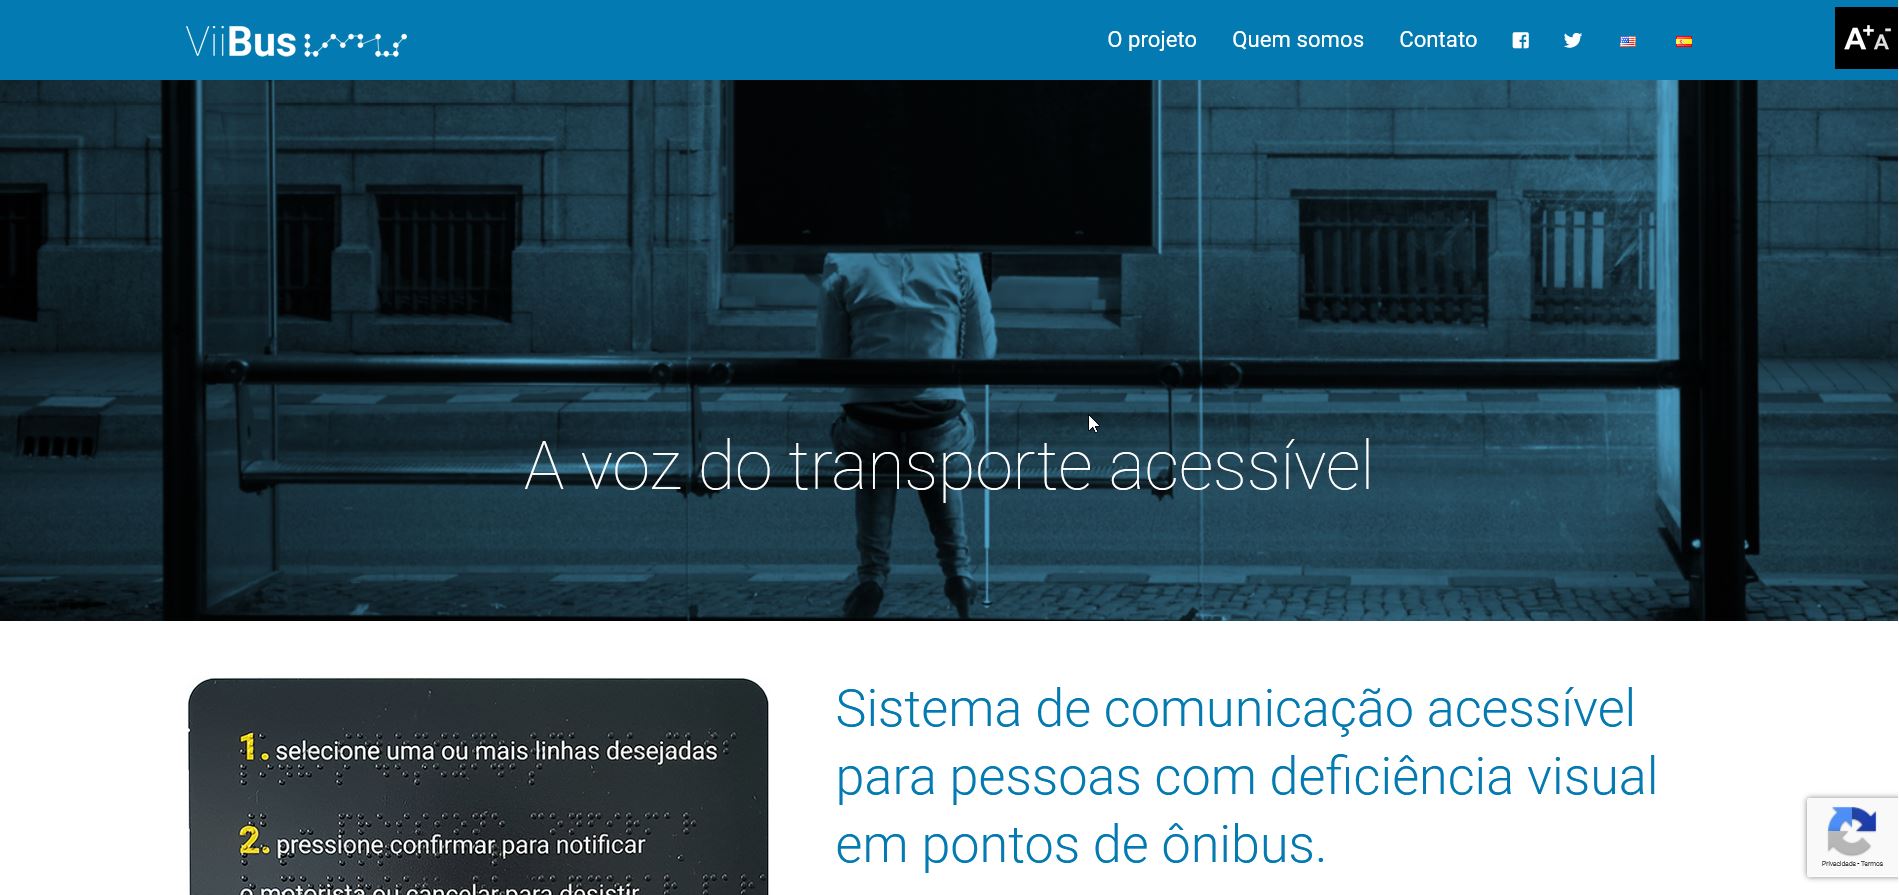 ViiBus
O projeto
Quem somos
Contato
A+ A-
A voz do transporte acessível
1. selecione uma ou mais linhas desejadas
2. pressione confirmar para notificar
o motorista ou cancelar para desistir
Sistema de comunicação acessível
para pessoas com deficiência visual
em pontos de ônibus.
Privacidade - Termos